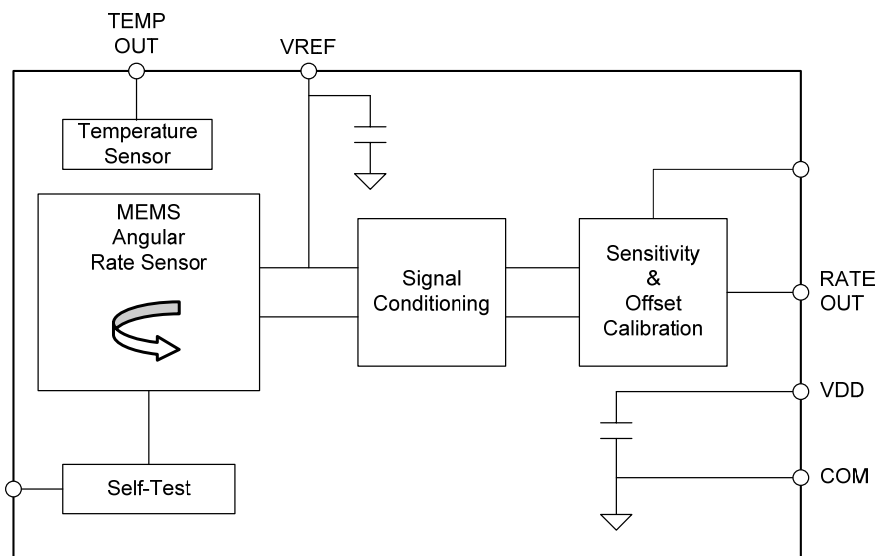 TEMP
OUT
VREF
Temperature
Sensor
MEMS
Angular
Rate Sensor
Signal
Conditioning
Sensitivity
&
Offset
Calibration
RATE
OUT
VDD
COM
Self-Test